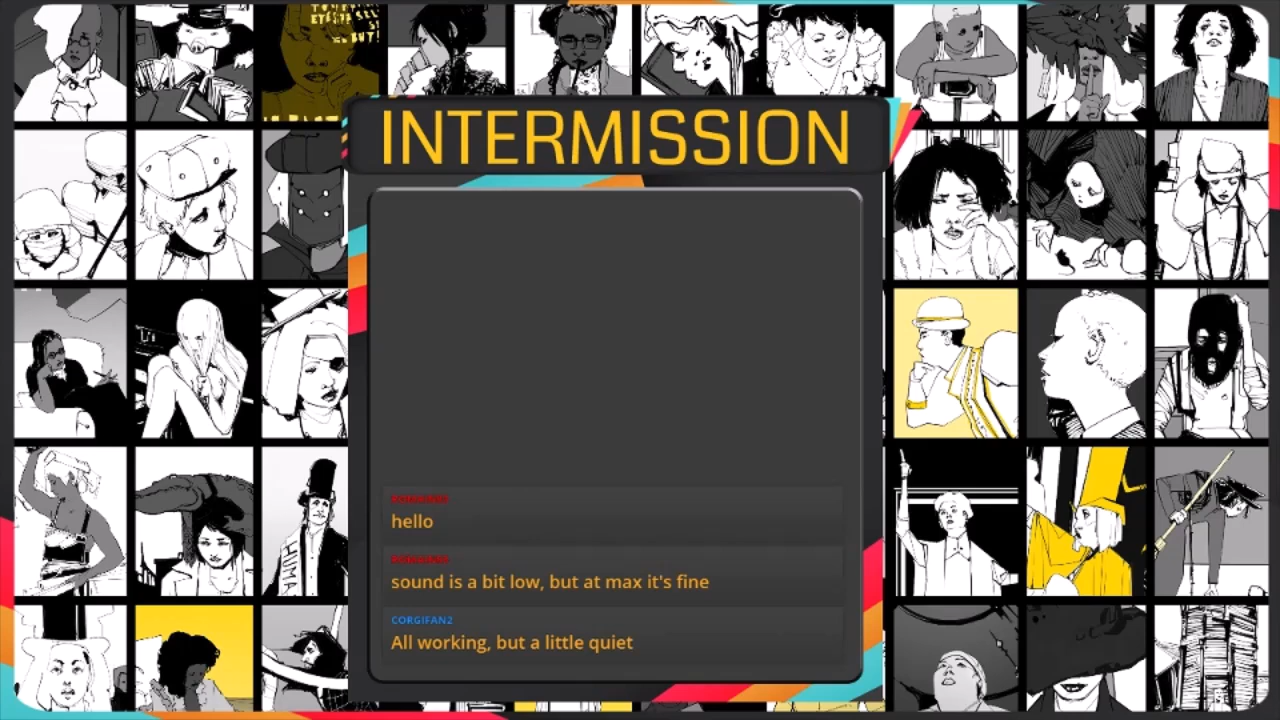 INTERMISSION
hello
sound is a bit low, but at max it's fine
CORGIFAN2
All working, but a little quiet